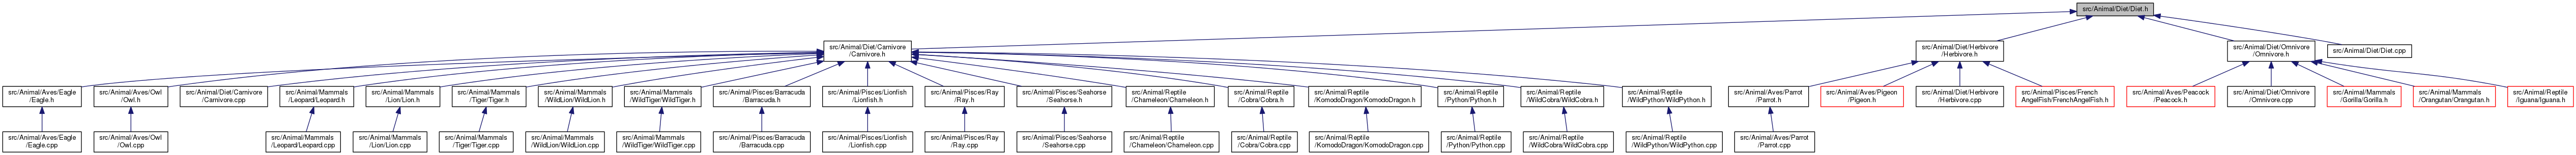 src/Animal/Diet/Diet.h
src/Animal/Diet/Carnivore
/Carnivore.h
src/Animal/Diet/Herbivore
/Herbivore.h
src/Animal/Diet/Omnivore
/Omnivore.h
src/Animal/Diet/Diet.cpp
src/Animal/Aves/Eagle
/Eagle.h
src/Animal/Aves/Owl
/Owl.h
src/Animal/Diet/Carnivore
/Carnivore.cpp
src/Animal/Mammals
/Leopard/Leopard.h
src/Animal/Mammals
/Lion/Lion.h
src/Animal/Mammals
/Tiger/Tiger.h
src/Animal/Mammals
/WildLion/WildLion.h
src/Animal/Mammals
/WildTiger/WildTiger.h
src/Animal/Pisces/Barracuda
/Barracuda.h
src/Animal/Pisces/Lionfish
/Lionfish.h
src/Animal/Pisces/Ray
/Ray.h
src/Animal/Pisces/Seahorse
/Seahorse.h
src/Animal/Reptile
/Chameleon/Chameleon.h
src/Animal/Reptile
/Cobra/Cobra.h
src/Animal/Reptile
/KomodoDragon/KomodoDragon.h
src/Animal/Reptile
/Python/Python.h
src/Animal/Reptile
/WildCobra/WildCobra.h
src/Animal/Reptile
/WildPython/WildPython.h
src/Animal/Aves/Parrot
/Parrot.h
src/Animal/Aves/Pigeon
/Pigeon.h
src/Animal/Diet/Herbivore
/Herbivore.cpp
src/Animal/Pisces/French
AngelFish/FrenchAngelFish.h
src/Animal/Aves/Peacock
/Peacock.h
src/Animal/Diet/Omnivore
/Omnivore.cpp
src/Animal/Mammals
/Gorilla/Gorilla.h
src/Animal/Mammals
/Orangutan/Orangutan.h
src/Animal/Reptile
/Iguana/Iguana.h
src/Animal/Aves/Eagle
/Eagle.cpp
src/Animal/Aves/Owl
/Owl.cpp
src/Animal/Mammals
/Leopard/Leopard.cpp
src/Animal/Mammals
/Lion/Lion.cpp
src/Animal/Mammals
/Tiger/Tiger.cpp
src/Animal/Mammals
/WildLion/WildLion.cpp
src/Animal/Mammals
/WildTiger/WildTiger.cpp
src/Animal/Pisces/Barracuda
/Barracuda.cpp
src/Animal/Pisces/Lionfish
/Lionfish.cpp
src/Animal/Pisces/Ray
/Ray.cpp
src/Animal/Pisces/Seahorse
/Seahorse.cpp
src/Animal/Reptile
/Chameleon/Chameleon.cpp
src/Animal/Reptile
/Cobra/Cobra.cpp
src/Animal/Reptile
/KomodoDragon/KomodoDragon.cpp
src/Animal/Reptile
/Python/Python.cpp
src/Animal/Reptile
/WildCobra/WildCobra.cpp
src/Animal/Reptile
/WildPython/WildPython.cpp
src/Animal/Aves/Parrot
/Parrot.cpp